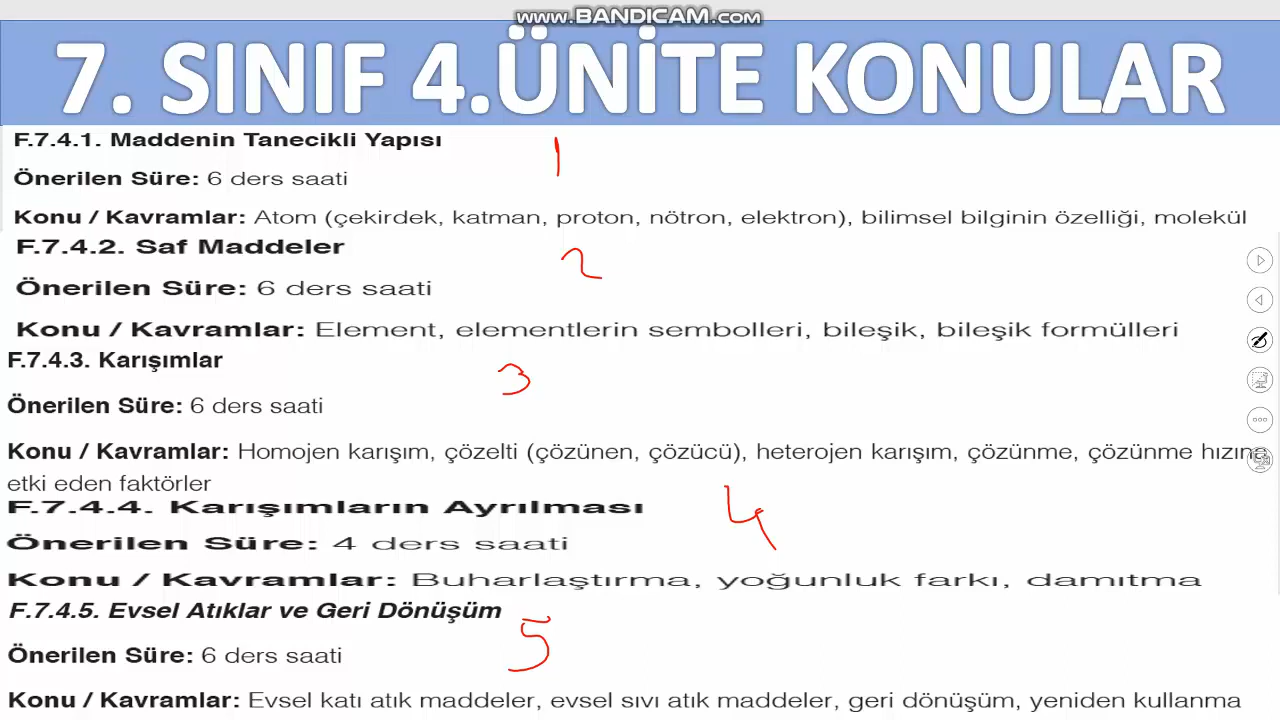 www.BANDICAM.com
7. SINIF 4.ÜNİTE KONULAR
F.7.4.1. Maddenin Tanecikli Yapısı
1
Önerilen Süre: 6 ders saati
Konu / Kavramlar: Atom (çekirdek, katman, proton, nötron, elektron), bilimsel bilginin özelliği, molekül
F.7.4.2. Saf Maddeler
2
Önerilen Süre: 6 ders saati
Konu / Kavramlar: Element, elementlerin sembolleri, bileşik, bileşik formülleri
F.7.4.3. Karışımlar
3
Önerilen Süre: 6 ders saati
Konu / Kavramlar: Homojen karışım, çözelti (çözünen, çözücü), heterojen karışım, çözünme, çözünme hızına
etki eden faktörler
F.7.4.4. Karışımların Ayrılması
4
Önerilen Süre: 4 ders saati
Konu / Kavramlar: Buharlaştırma, yoğunluk farkı, damıtma
F.7.4.5. Evsel Atıklar ve Geri Dönüşüm
5
Önerilen Süre: 6 ders saati
Konu / Kavramlar: Evsel katı atık maddeler, evsel sıvı atık maddeler, geri dönüşüm, yeniden kullanma